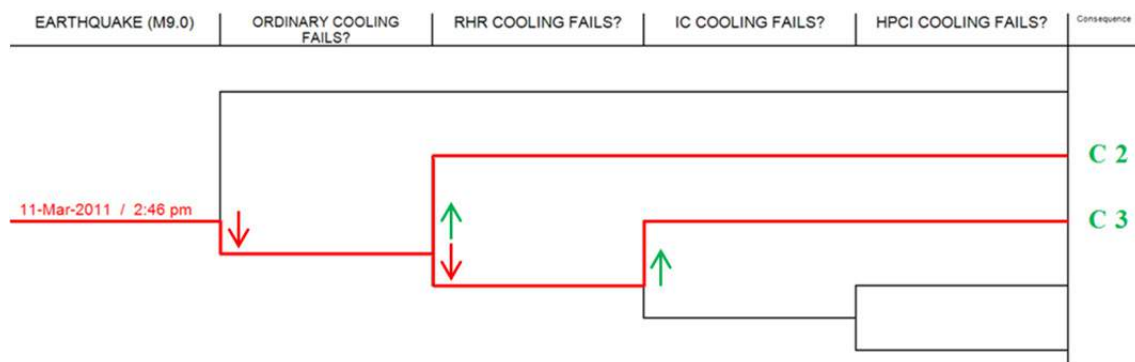 EARTHQUAKE (M9.0)
ORDINARY COOLING
FAILS?
RHR COOLING FAILS?
IC COOLING FAILS?
HPCI COOLING FAILS?
Consequence
C 2
11-Mar-2011 / 2:46 pm
C 3